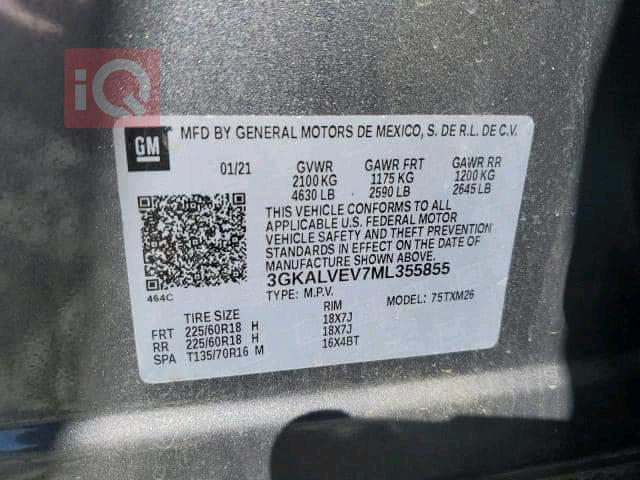 iQ
GM
MFD BY GENERAL MOTORS DE MEXICO, S. DE R.L. DE C.V.
01/21 GVWR GAWR FRT GAWR RR
2100 KG 1175 KG 1200 KG
4630 LB 2590 LB 2645 LB
THIS VEHICLE CONFORMS TO ALL
APPLICABLE U.S. FEDERAL MOTOR
VEHICLE SAFETY AND THEFT PREVENTION
STANDARDS IN EFFECT ON THE DATE OF
MANUFACTURE SHOWN ABOVE.
3GKALVEV7ML355855
464C
TYPE: M.P.V. MODEL: 75TXM26
TIRE SIZE RIM
FRT 225/60R18 H 18X7J
RR 225/60R18 H 18X7J
SPA T135/70R16 M 16X4BT